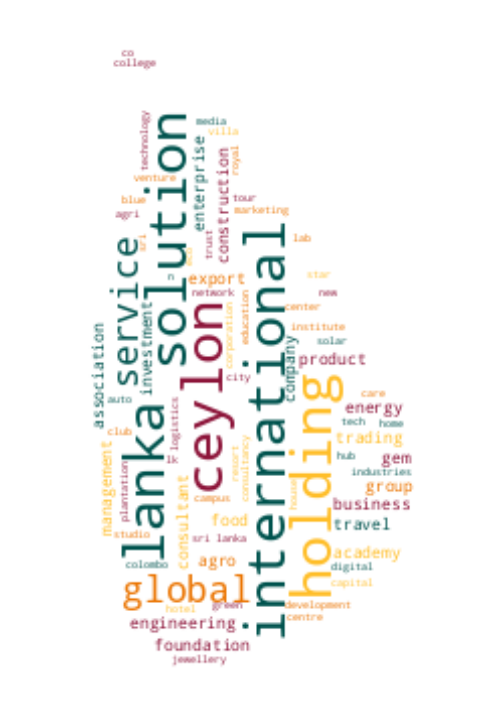 co
college
technology
solution
media
villa
enterprise
construction
royal
venture
blue
agri
tour
marketing
trust
sri
service
international
lab
eco
n
export
star
network
new
investment
ceylon
corporation
education
center
institute
solar
association
company
product
city
holding
auto
care
lanka
logistics
energy
tech
home
club
trading
management
plantation
lk
resort
consultancy
hub
gem
industries
consultant
campus
house
group
business
food
travel
studio
sri lanka
colombo
agro
academy
digital
global
capital
hotel
green
development
centre
engineering
foundation
jewellery